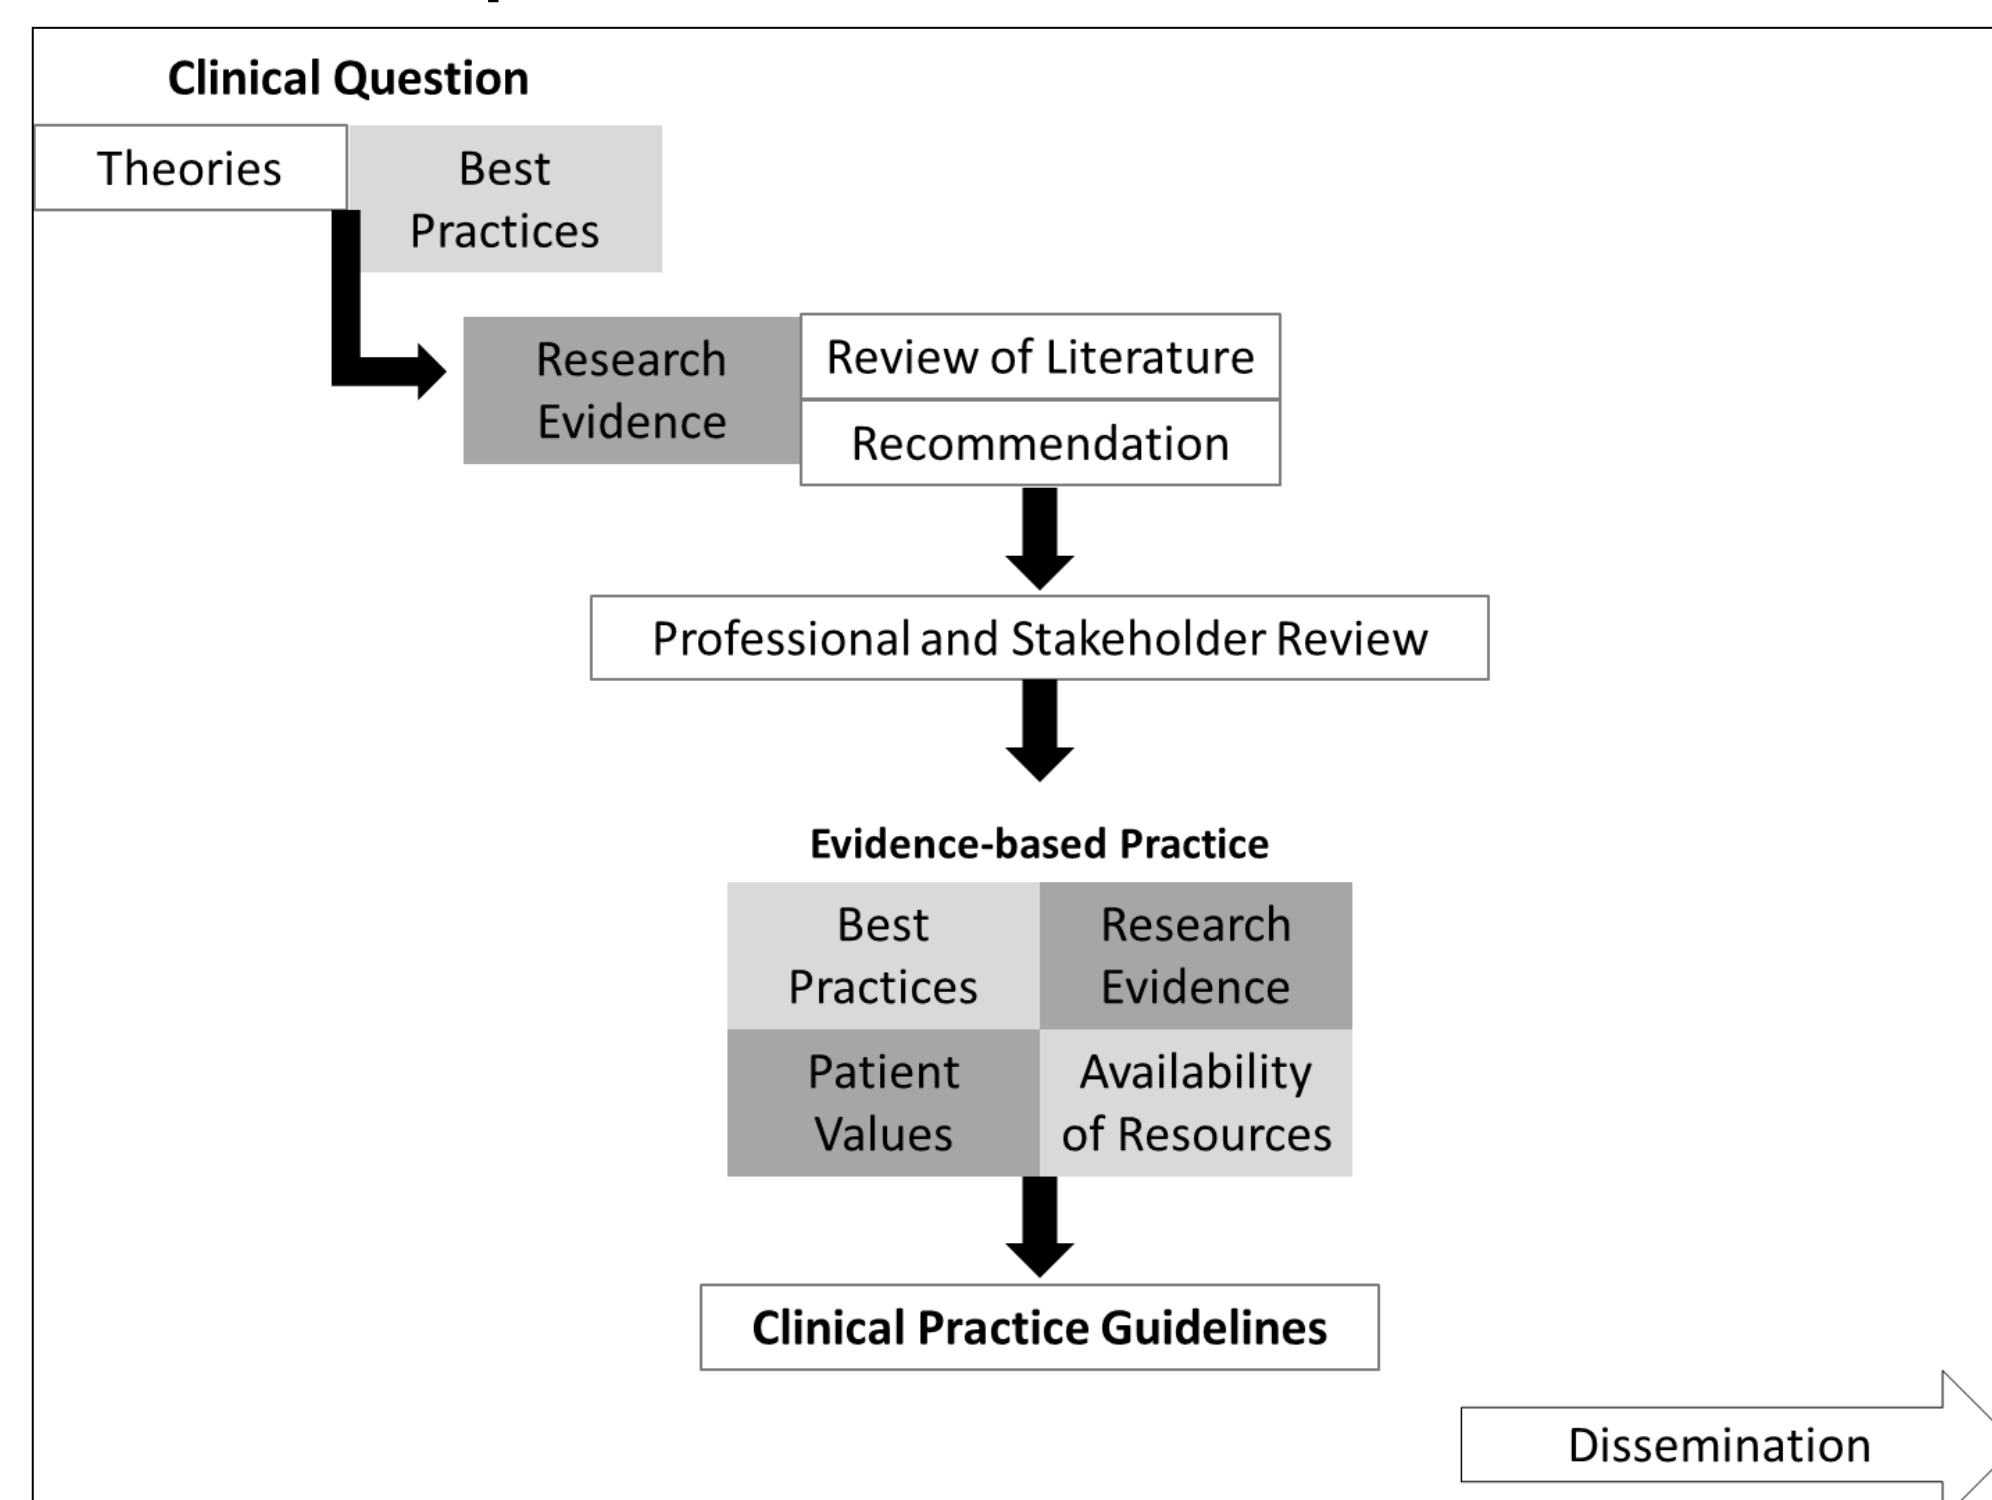 Clinical Question
Theories
Best
Practices
Research
Evidence
Review of Literature
Recommendation
Professional and Stakeholder Review
Evidence-based Practice
Best
Practices
Research
Evidence
Patient
Values
Availability
of Resources
Clinical Practice Guidelines
Dissemination